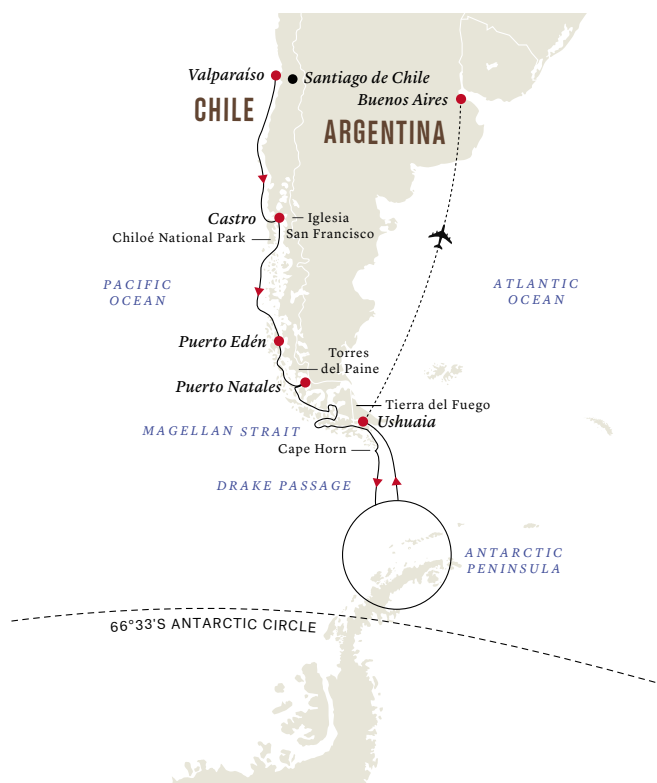 Valparaíso
Santiago de Chile
Buenos Aires
CHILE
ARGENTINA
Castro
Iglesia
San Francisco
Chiloé National Park
PACIFIC
OCEAN
ATLANTIC
OCEAN
Puerto Edén
Torres
del Paine
Puerto Natales
Tierra del Fuego
Ushuaia
MAGELLAN STRAIT
Cape Horn
DRAKE PASSAGE
ANTARCTIC
PENINSULA
66°33'S ANTARCTIC CIRCLE